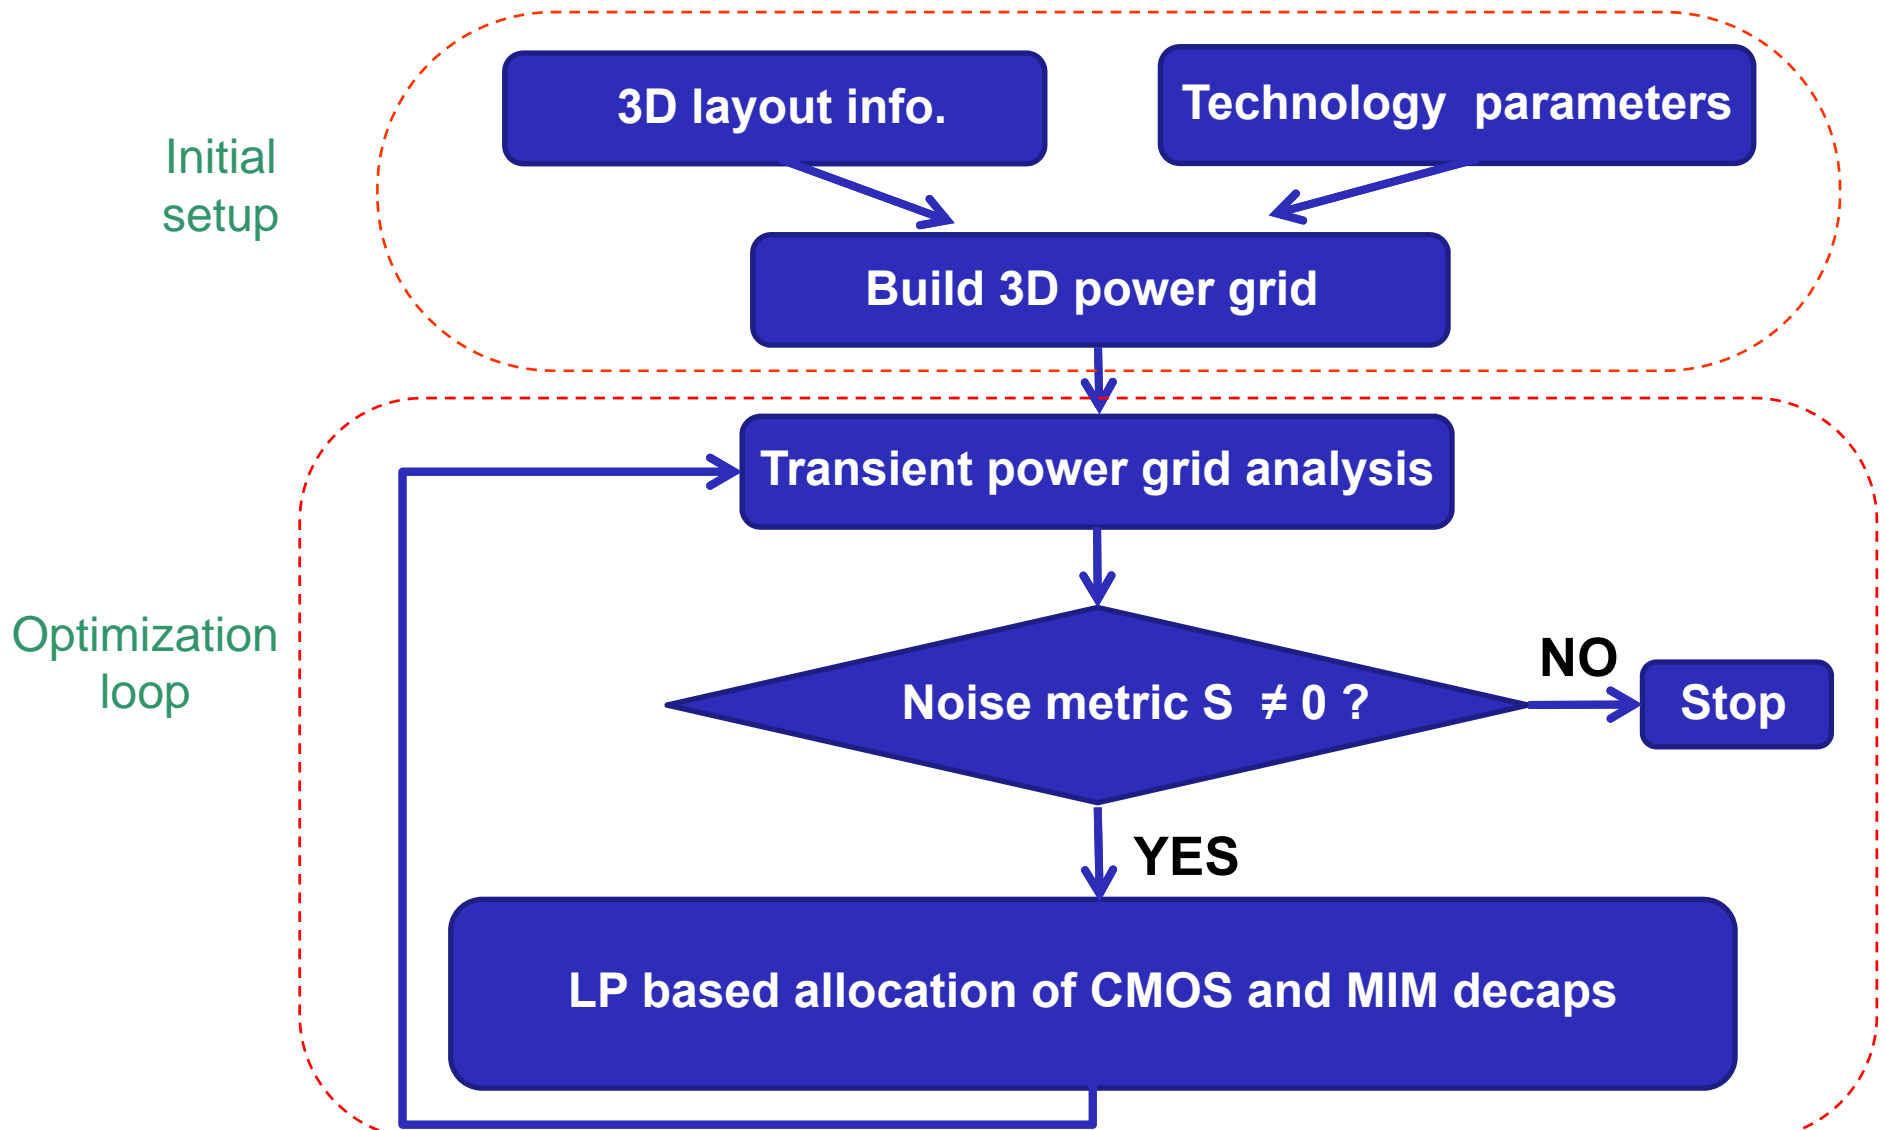 3D layout info.
Technology parameters
Initial
setup
Build 3D power grid
Transient power grid analysis
Optimization
loop
Noise metric S ≠ 0 ?
NO
Stop
YES
LP based allocation of CMOS and MIM decaps